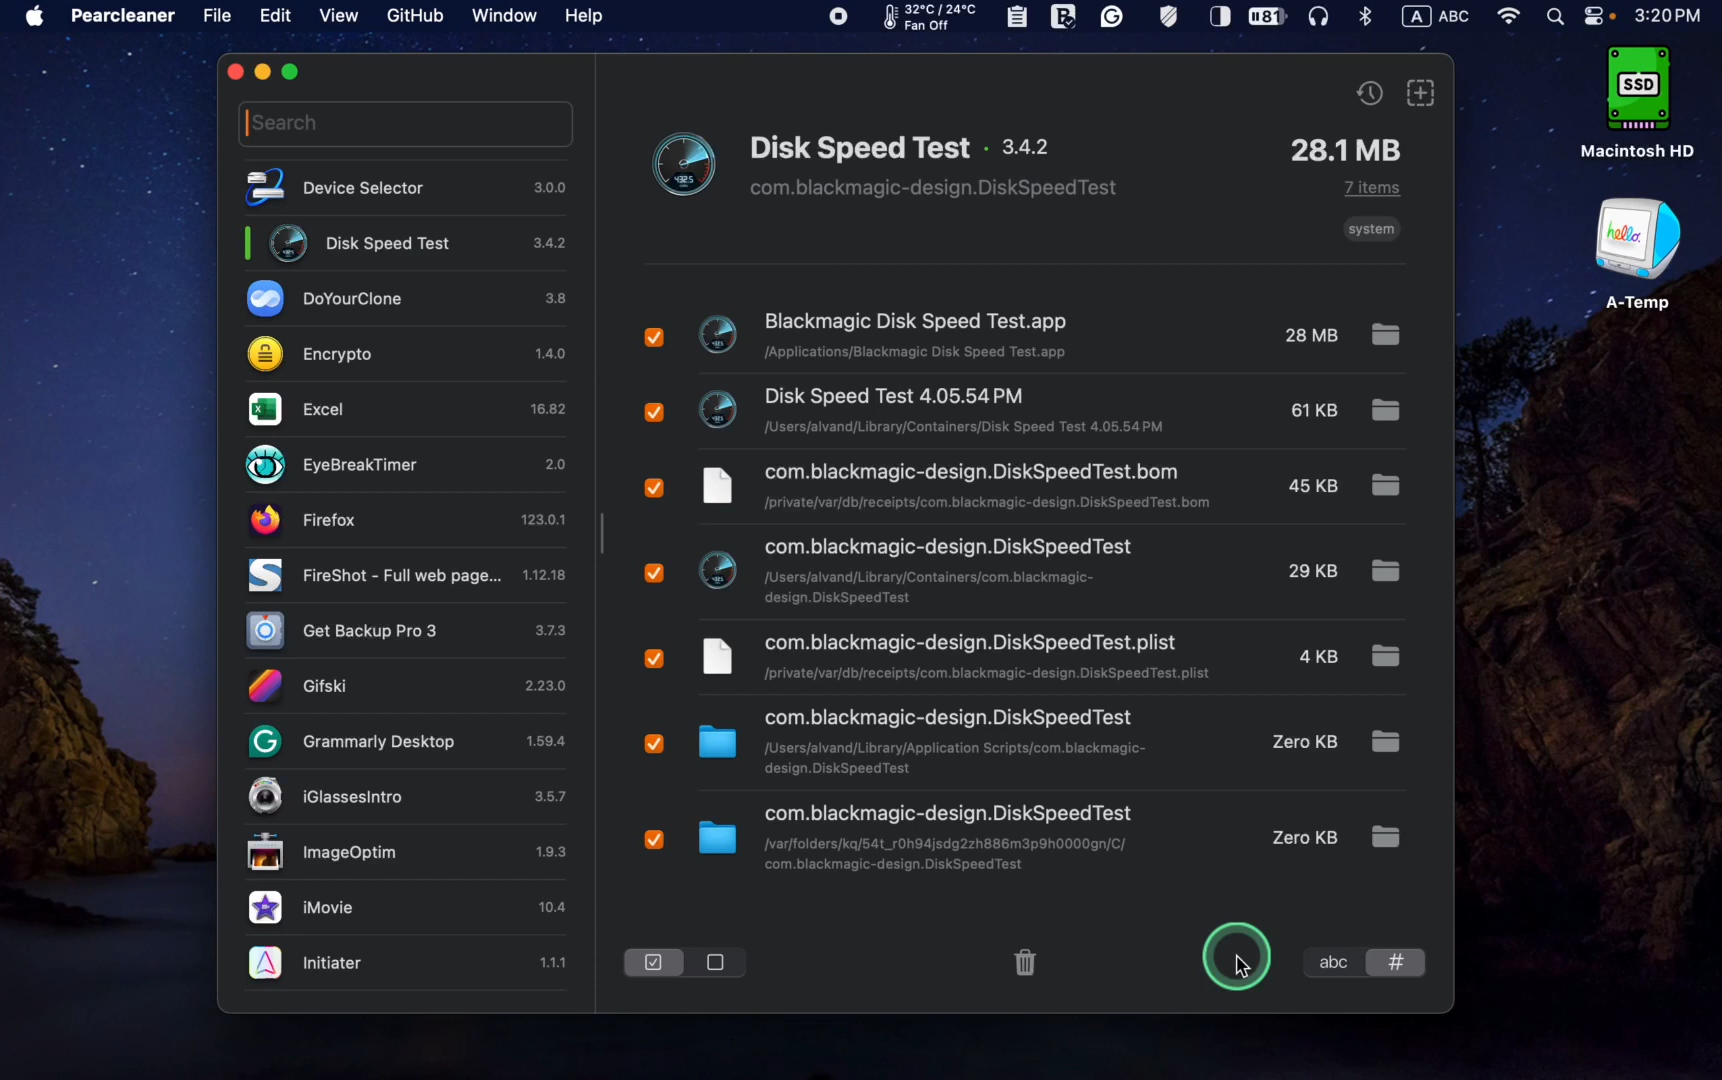 Pearcleaner File Edit View GitHub Window Help
32°C / 24°C
Fan Off
81
A ABC
3:20 PM
SSD
Macintosh HD
hello.
A-Temp
Search
Device Selector 3.0.0
Disk Speed Test 3.4.2
DoYourClone 3.8
Encrypto 1.4.0
Excel 16.82
EyeBreakTimer 2.0
Firefox 123.0.1
FireShot - Full web page... 1.12.18
Get Backup Pro 3 3.7.3
Gifski 2.23.0
Grammarly Desktop 1.59.4
iGlassesIntro 3.5.7
ImageOptim 1.9.3
iMovie 10.4
Initiater 1.1.1
Disk Speed Test · 3.4.2
com.blackmagic-design.DiskSpeedTest
28.1 MB
7 items
system
Blackmagic Disk Speed Test.app
/Applications/Blackmagic Disk Speed Test.app
28 MB
Disk Speed Test 4.05.54 PM
/Users/alvand/Library/Containers/Disk Speed Test 4.05.54 PM
61 KB
com.blackmagic-design.DiskSpeedTest.bom
/private/var/db/receipts/com.blackmagic-design.DiskSpeedTest.bom
45 KB
com.blackmagic-design.DiskSpeedTest
/Users/alvand/Library/Containers/com.blackmagic-
design.DiskSpeedTest
29 KB
com.blackmagic-design.DiskSpeedTest.plist
/private/var/db/receipts/com.blackmagic-design.DiskSpeedTest.plist
4 KB
com.blackmagic-design.DiskSpeedTest
/Users/alvand/Library/Application Scripts/com.blackmagic-
design.DiskSpeedTest
Zero KB
com.blackmagic-design.DiskSpeedTest
/var/folders/kq/54t_r0h94jsdg2zh886m3p9h0000gn/C/
com.blackmagic-design.DiskSpeedTest
Zero KB
abc #